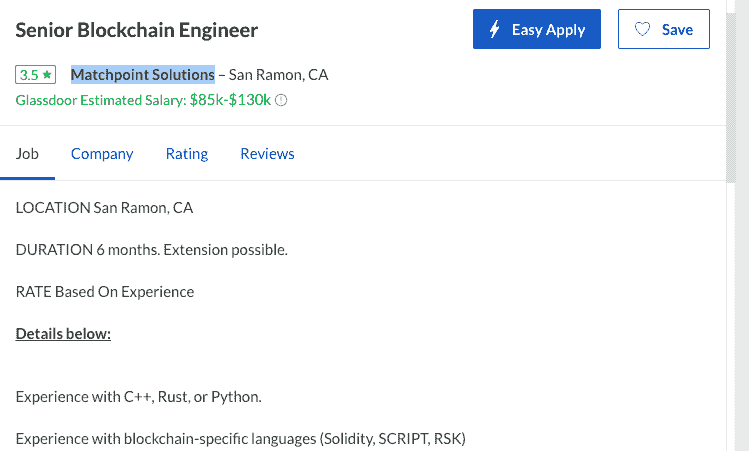 Senior Blockchain Engineer
Easy Apply
Save
3.5 ★ Matchpoint Solutions – San Ramon, CA
Glassdoor Estimated Salary: $85k-$130k
Job Company Rating Reviews
LOCATION San Ramon, CA
DURATION 6 months. Extension possible.
RATE Based On Experience
Details below:
Experience with C++, Rust, or Python.
Experience with blockchain-specific languages (Solidity, SCRIPT, RSK)